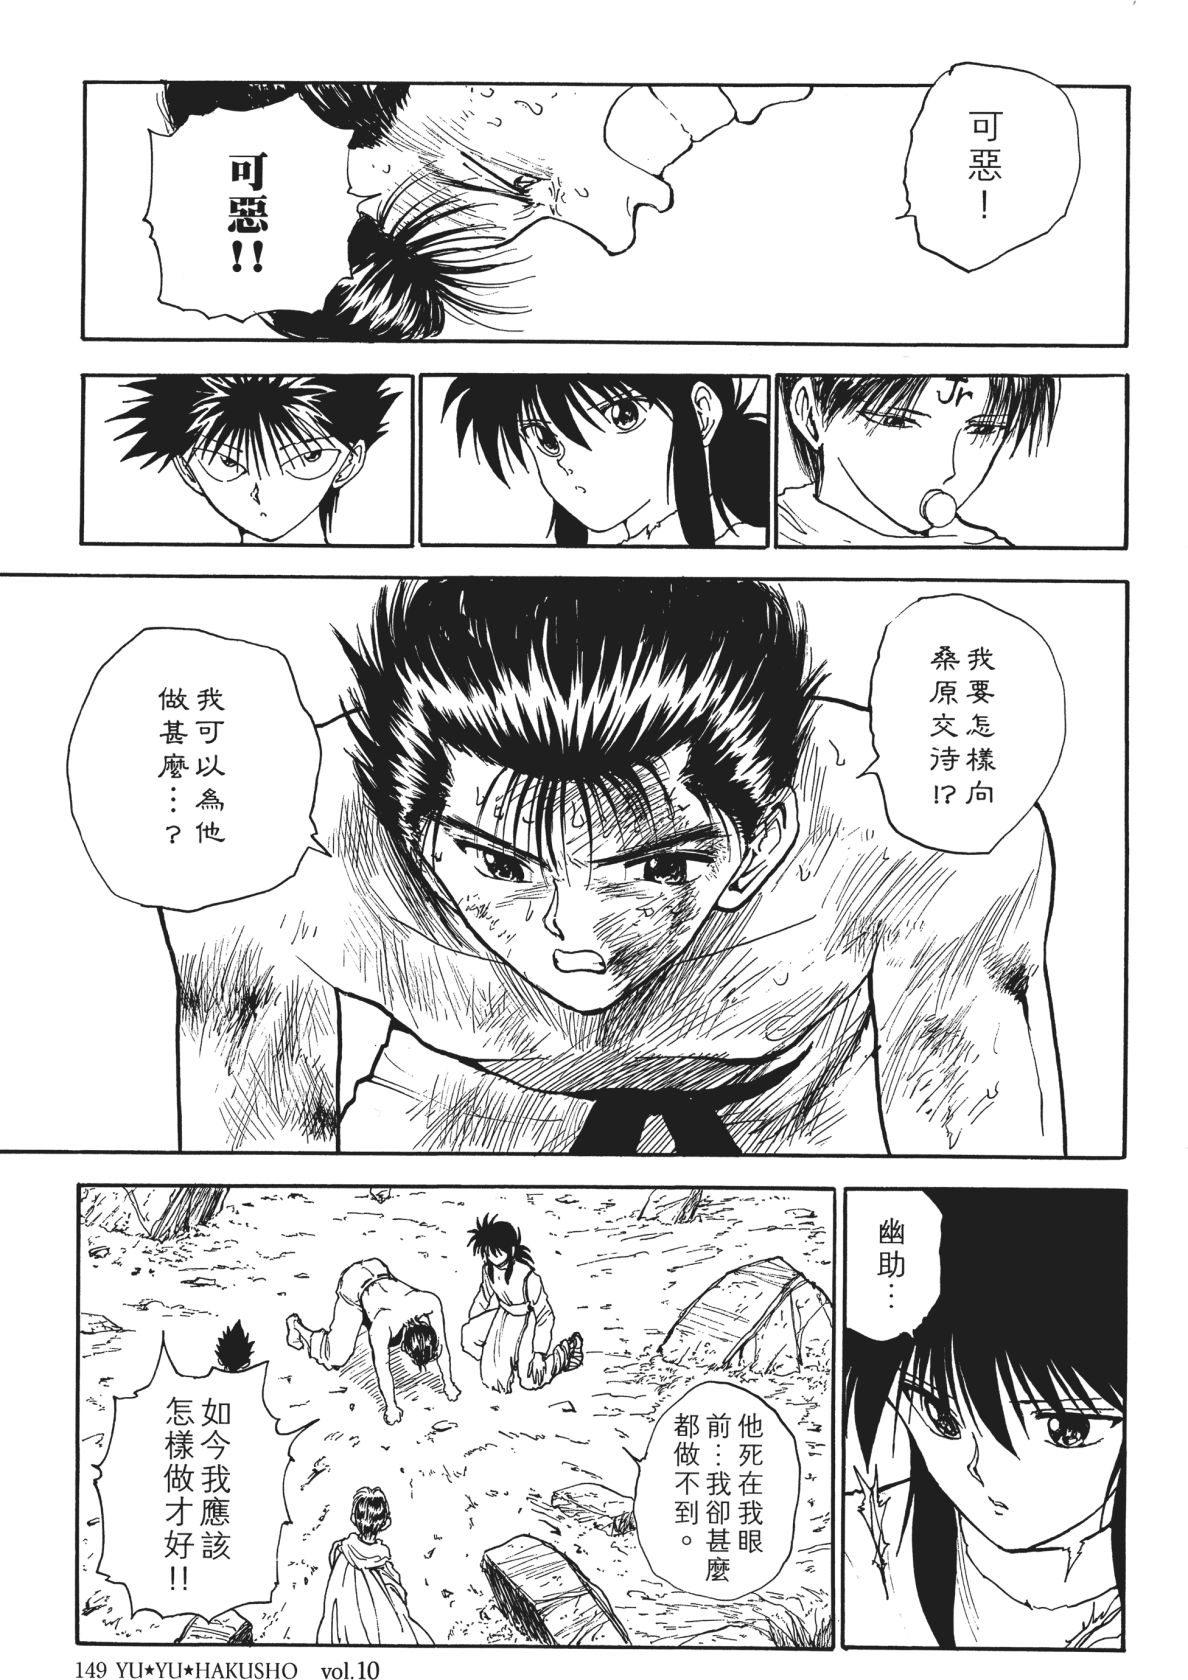 可惡！
可惡！！
Jr
我要怎樣向
桑原交待！？
我可以為他
做甚麼…？
幽助…
他死在我眼
前…我卻甚麼
都做不到。
如今我應該
怎樣做才好！！
149 YU★YU★HAKUSHO vol.10